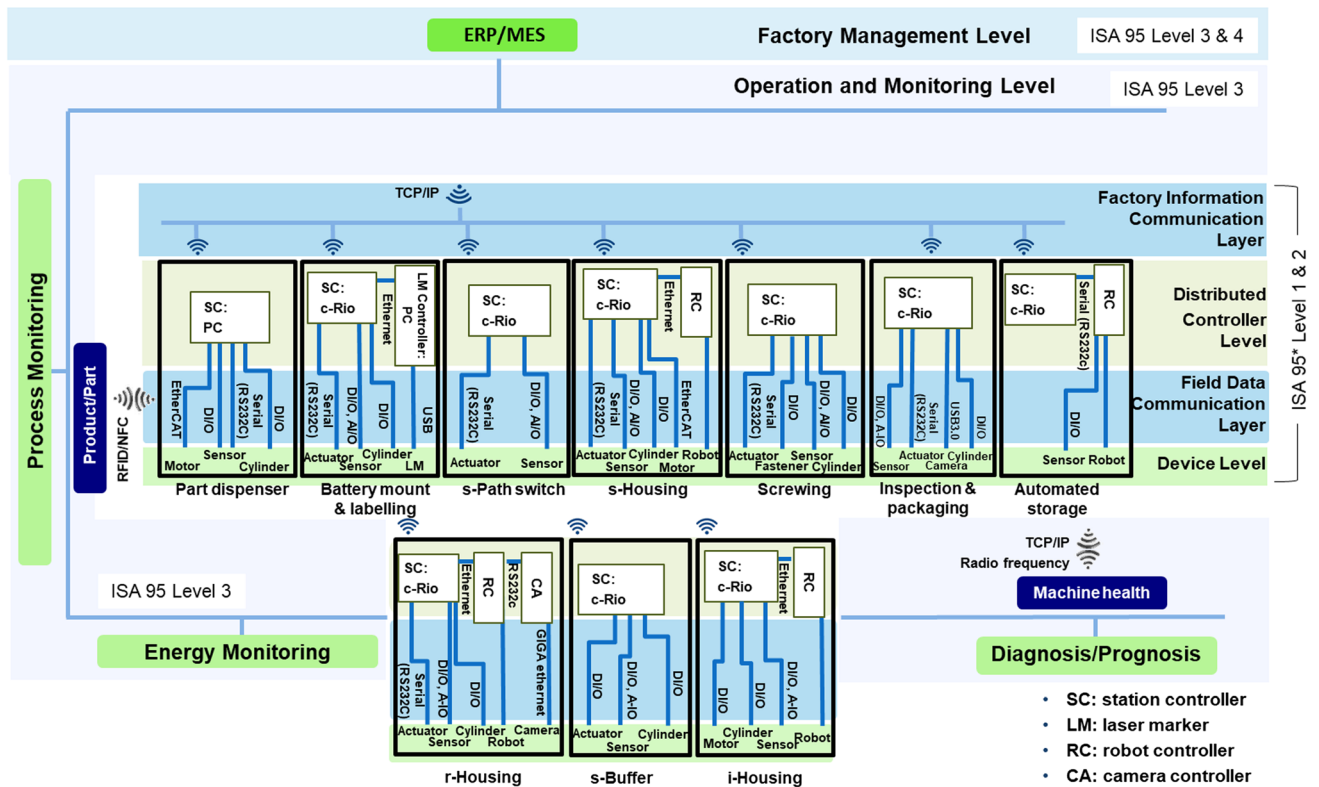 ERP/MES
Factory Management Level
ISA 95 Level 3 & 4
Operation and Monitoring Level
ISA 95 Level 3
Process Monitoring
Product/Part
RFID/NFC
TCP/IP
Factory Information
Communication
Layer
Distributed
Controller
Level
Field Data
Communication
Layer
Device Level
ISA 95* Level 1 & 2
SC:
PC
EtherCAT
DI/O
Serial
(RS232C)
DI/O
Motor
Sensor
Cylinder
Part dispenser
SC:
c-Rio
Ethernet
LM Controller:
PC
Serial
(RS232C)
DI/O, AI/O
DI/O
USB
Actuator
Sensor
Cylinder
LM
Battery mount
& labelling
SC:
c-Rio
Serial
(RS232C)
DI/O, AI/O
Actuator
Sensor
s-Path switch
SC:
c-Rio
Ethernet
RC
Serial
(RS232C)
DI/O, AI/O
DI/O
EtherCAT
Actuator
Sensor
Cylinder
Motor
Robot
s-Housing
SC:
c-Rio
Serial
(RS232C)
DI/O
DI/O, AI/O
DI/O
Actuator
Fastener
Sensor
Cylinder
Screwing
SC:
c-Rio
DI/O, A-IO
Serial
(RS232C)
USB3.0
DI/O
Sensor
Actuator
Camera
Cylinder
Inspection &
packaging
SC:
c-Rio
Serial (RS232c)
RC
DI/O
Sensor
Robot
Automated
storage
SC:
c-Rio
Ethernet
RC
RS232c
CA
Serial
(RS232C)
DI/O, A-IO
DI/O
GIGA ethernet
Actuator
Sensor
Cylinder
Robot
Camera
r-Housing
SC:
c-Rio
DI/O
DI/O, A-IO
DI/O
Actuator
Sensor
Cylinder
s-Buffer
SC:
c-Rio
Ethernet
RC
DI/O
DI/O
DI/O, A-IO
Motor
Cylinder
Sensor
Robot
i-Housing
ISA 95 Level 3
Energy Monitoring
TCP/IP
Radio frequency
Machine health
Diagnosis/Prognosis
• SC: station controller
• LM: laser marker
• RC: robot controller
• CA: camera controller